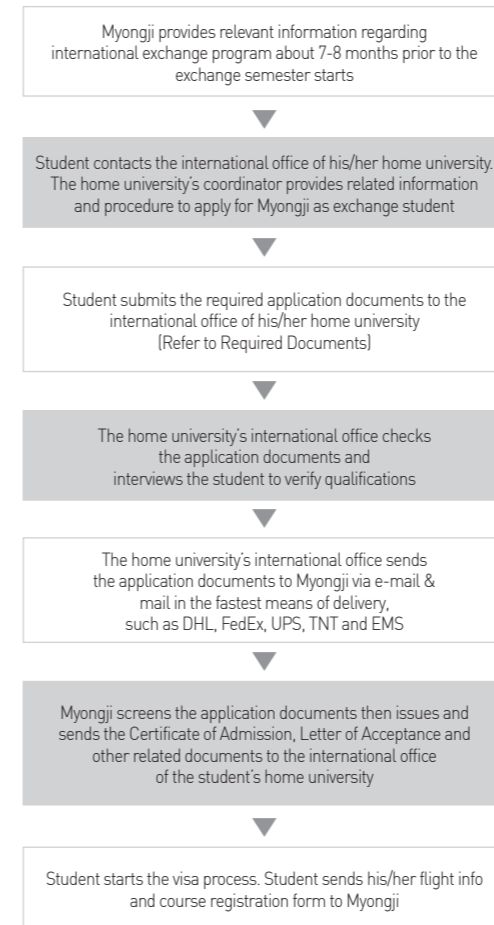 Myongji provides relevant information regarding
international exchange program about 7-8 months prior to the
exchange semester starts
Student contacts the international office of his/her home university.
The home university's coordinator provides related information
and procedure to apply for Myongji as exchange student
Student submits the required application documents to the
international office of his/her home university
(Refer to Required Documents)
The home university's international office checks
the application documents and
interviews the student to verify qualifications
The home university's international office sends
the application documents to Myongji via e-mail &
mail in the fastest means of delivery,
such as DHL, FedEx, UPS, TNT and EMS
Myongji screens the application documents then issues and
sends the Certificate of Admission, Letter of Acceptance and
other related documents to the international office
of the student's home university
Student starts the visa process. Student sends his/her flight info
and course registration form to Myongji